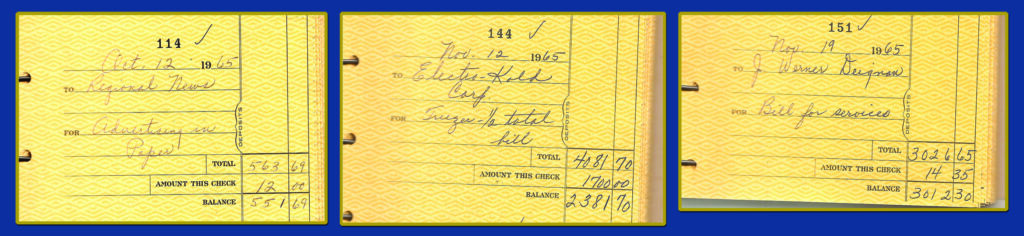 114 ✓
Oct. 12 1965
TO Regional News
FOR Advertising in
Paper
DEPOSITS
TOTAL 563 69
AMOUNT THIS CHECK 12 00
BALANCE 551 69
144 ✓
Nov. 12 1965
TO Electro-Kold
Corp
FOR Freezer - 1/2 total
bill
DEPOSITS
TOTAL 4081 70
AMOUNT THIS CHECK 1700 00
BALANCE 2381 70
151 ✓
Nov. 19 1965
TO J. Werner Deignan
FOR Bill for services
DEPOSITS
TOTAL 3026 65
AMOUNT THIS CHECK 14 35
BALANCE 3012 30